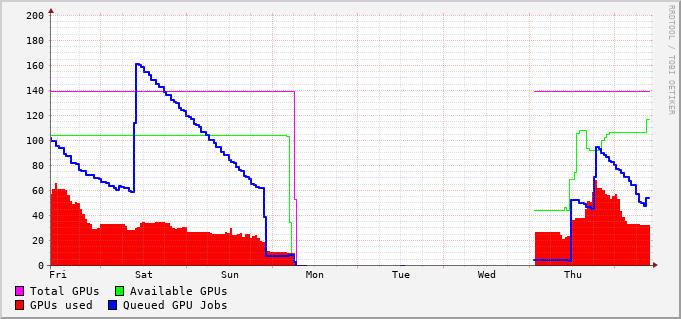 200
180
160
140
120
100
80
60
40
20
0
Fri Sat Sun Mon Tue Wed Thu
Total GPUs Available GPUs
GPUs used Queued GPU Jobs
RRDTOOL / TOBI OETIKER